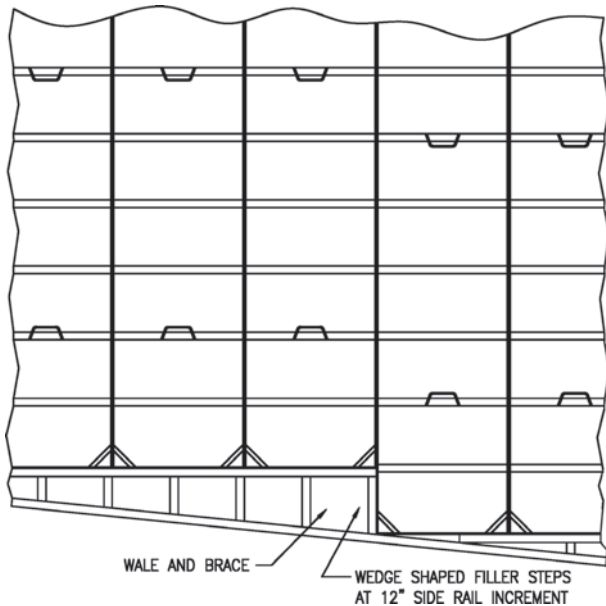 WALE AND BRACE
WEDGE SHAPED FILLER STEPS
AT 12" SIDE RAIL INCREMENT